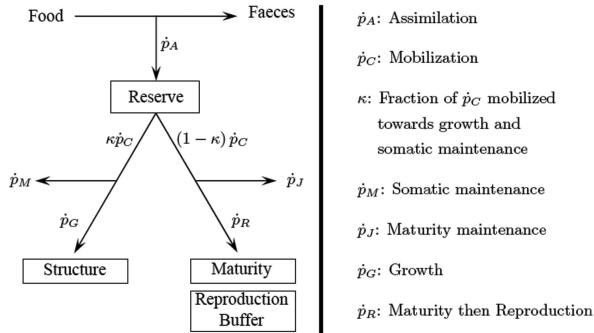 Food
Faeces
ṗ_A
Reserve
κṗ_C
(1 − κ) ṗ_C
ṗ_M
ṗ_J
ṗ_G
ṗ_R
Structure
Maturity
Reproduction
Buffer
ṗ_A: Assimilation
ṗ_C: Mobilization
κ: Fraction of ṗ_C mobilized
towards growth and
somatic maintenance
ṗ_M: Somatic maintenance
ṗ_J: Maturity maintenance
ṗ_G: Growth
ṗ_R: Maturity then Reproduction